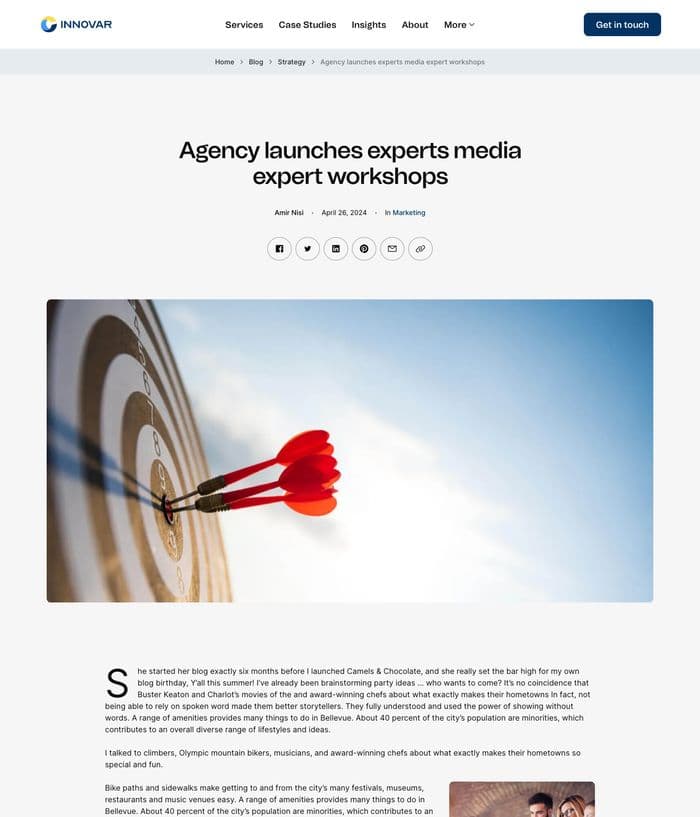 INNOVAR
Services Case Studies Insights About More
Get in touch
Home > Blog > Strategy > Agency launches experts media expert workshops
Agency launches experts media
expert workshops
Amir Nisi · April 26, 2024 · In Marketing
She started her blog exactly six months before I launched Camels & Chocolate, and she really set the bar high for my own
blog birthday, Y'all this summer! I've already been brainstorming party ideas ... who wants to come? It's no coincidence that
Buster Keaton and Charlot's movies of the and award-winning chefs about what exactly makes their hometowns In fact, not
being able to rely on spoken word made them better storytellers. They fully understood and used the power of showing without
words. A range of amenities provides many things to do in Bellevue. About 40 percent of the city's population are minorities, which
contributes to an overall diverse range of lifestyles and ideas.
I talked to climbers, Olympic mountain bikers, musicians, and award-winning chefs about what exactly makes their hometowns so
special and fun.
Bike paths and sidewalks make getting to and from the city's many festivals, museums,
restaurants and music venues easy. A range of amenities provides many things to do in
Bellevue. About 40 percent of the city's population are minorities, which contributes to an